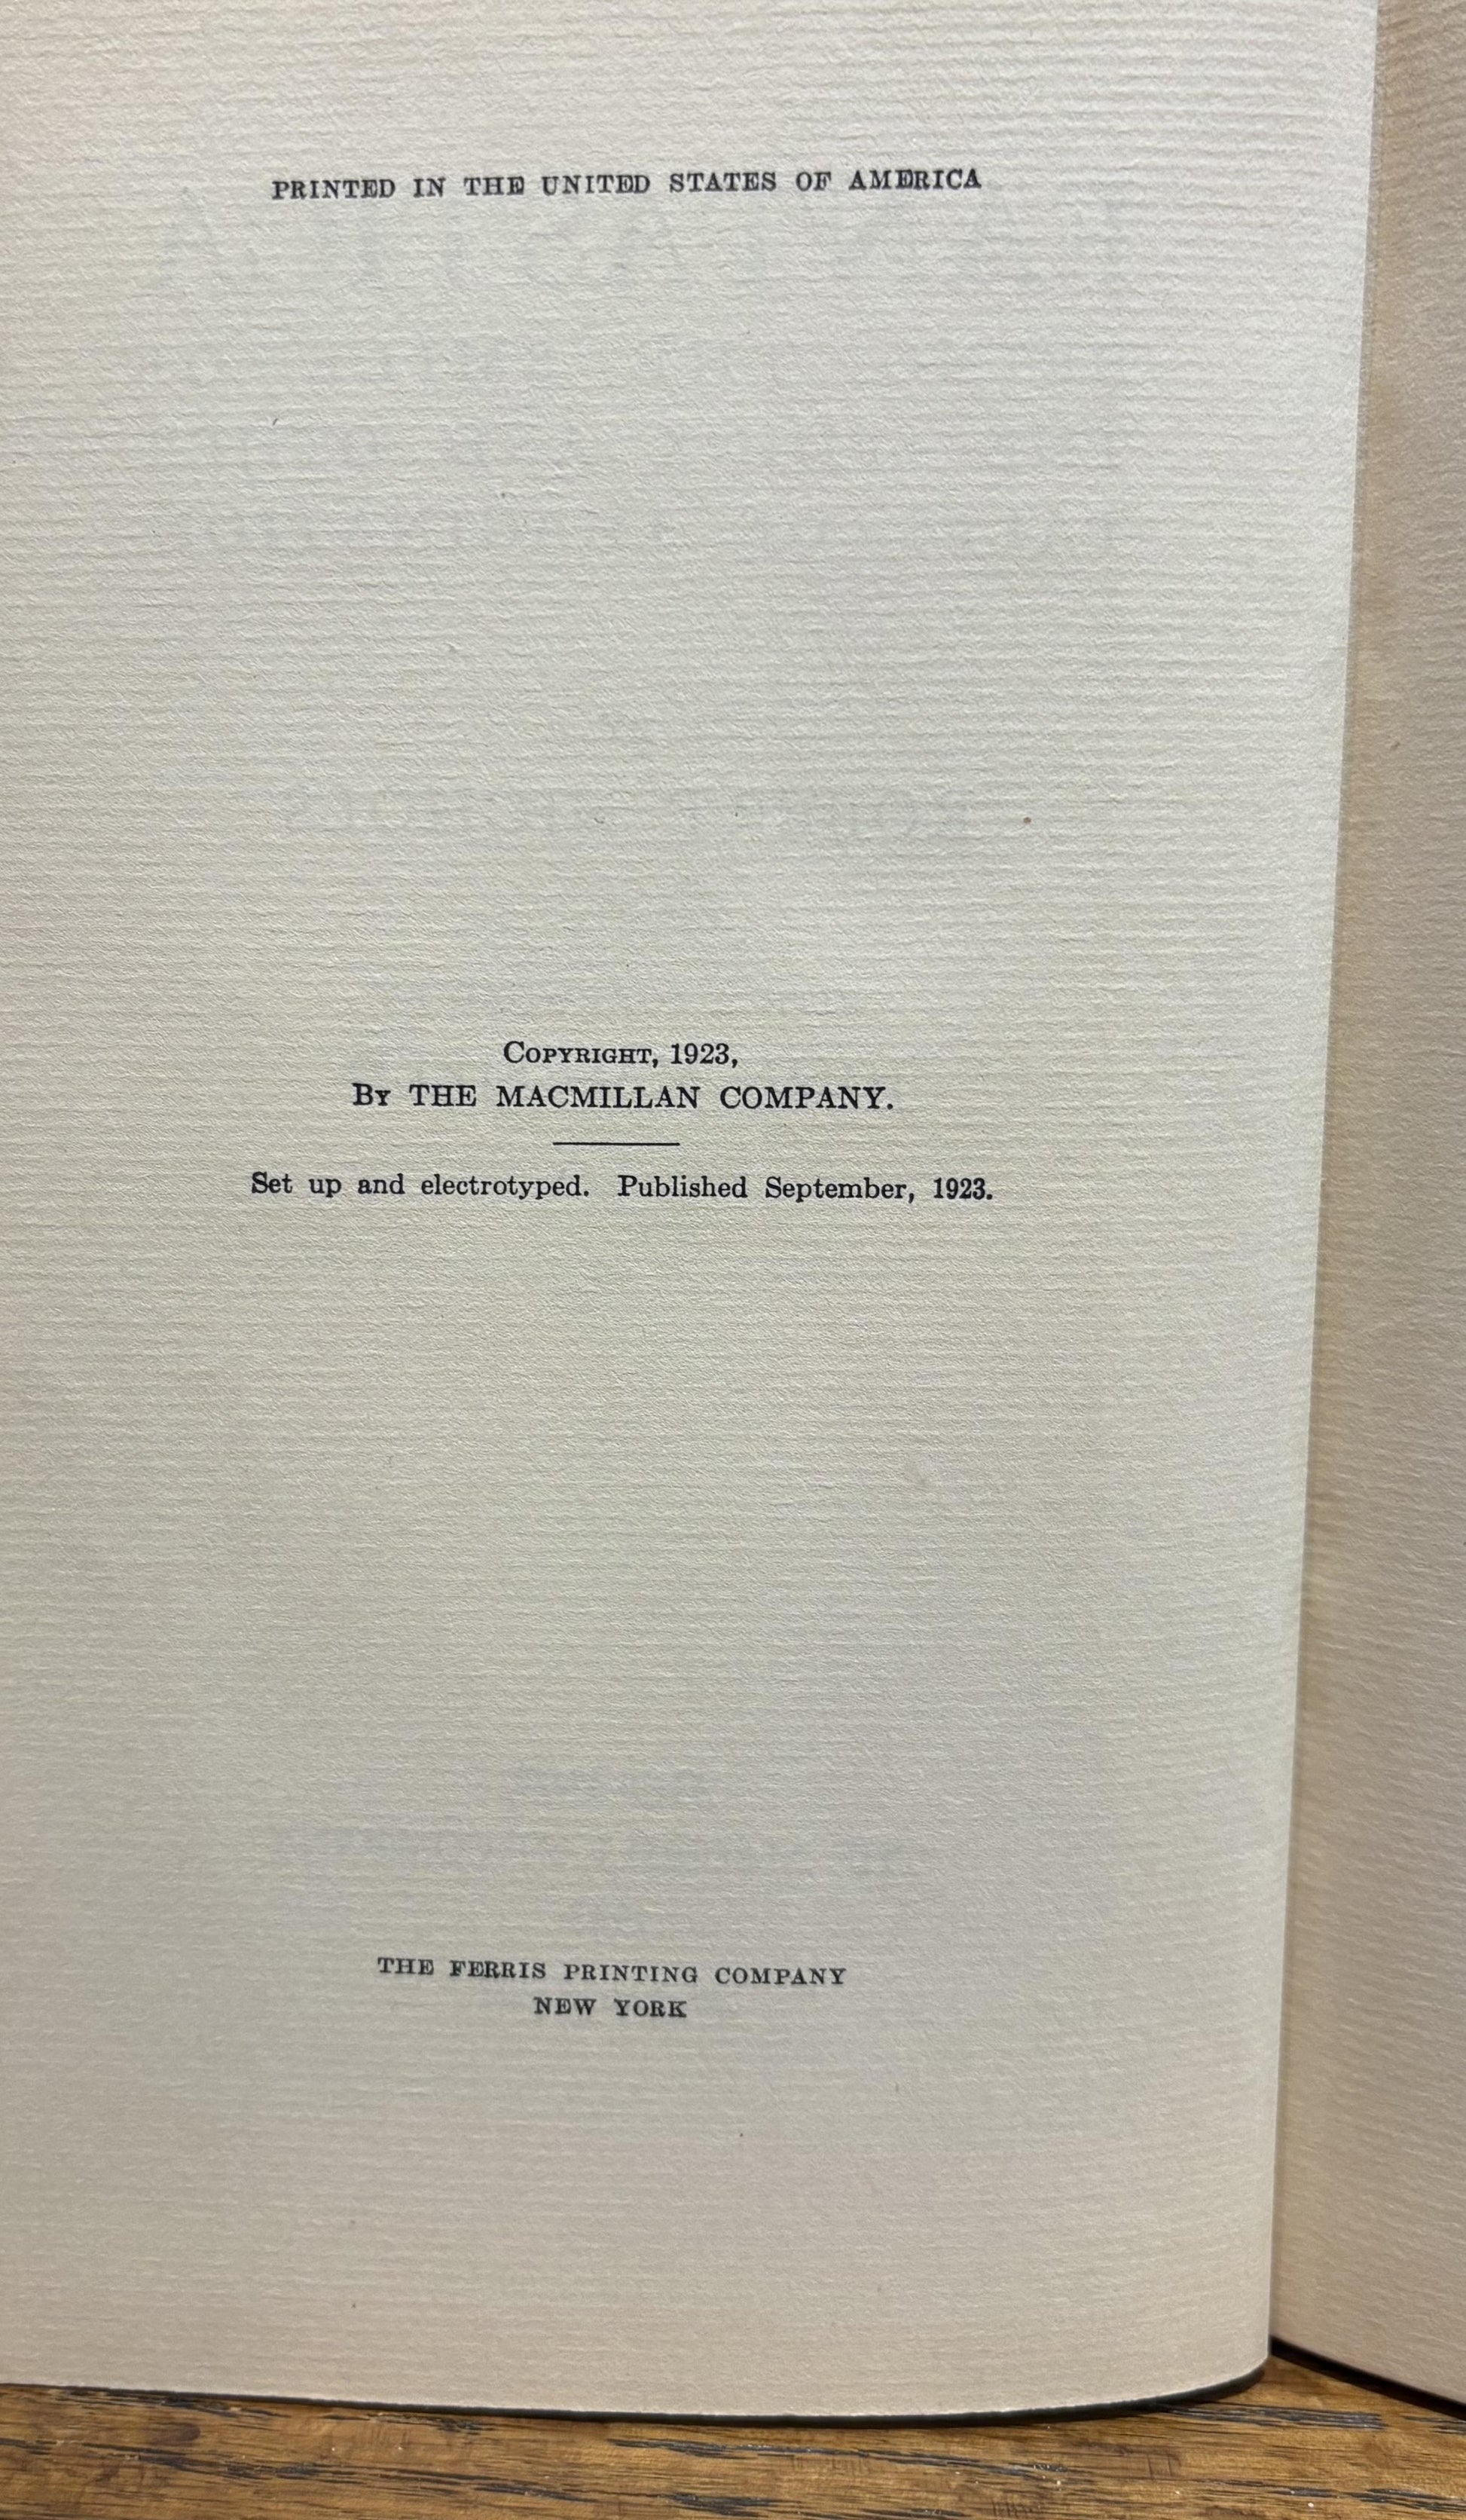 PRINTED IN THE UNITED STATES OF AMERICA
COPYRIGHT, 1923,
BY THE MACMILLAN COMPANY.
Set up and electrotyped. Published September, 1923.
THE FERRIS PRINTING COMPANY
NEW YORK